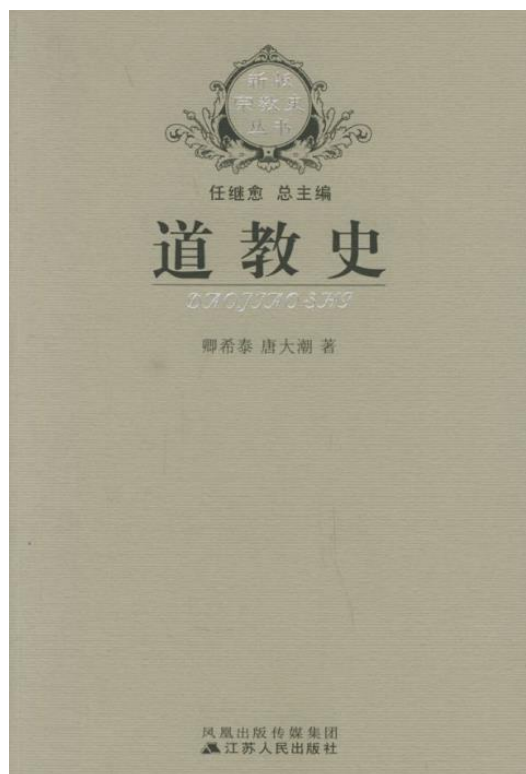 新版
宗教史
丛书
任继愈 总主编
道教史
DAOJIAOSHI
卿希泰 唐大潮 著
凤凰出版传媒集团
江苏人民出版社